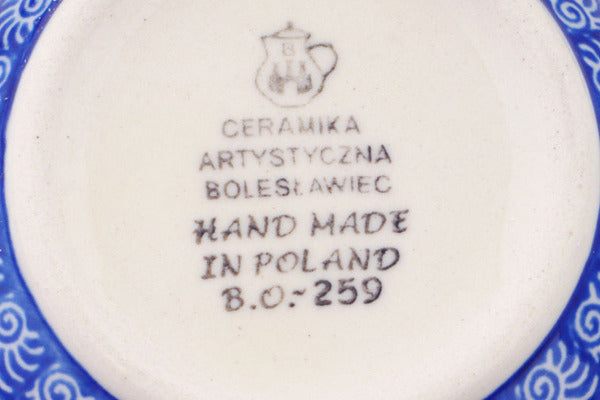 B
CERAMIKA
ARTYSTYCZNA
BOLESŁAWIEC
HAND MADE
IN POLAND
B.O.-259